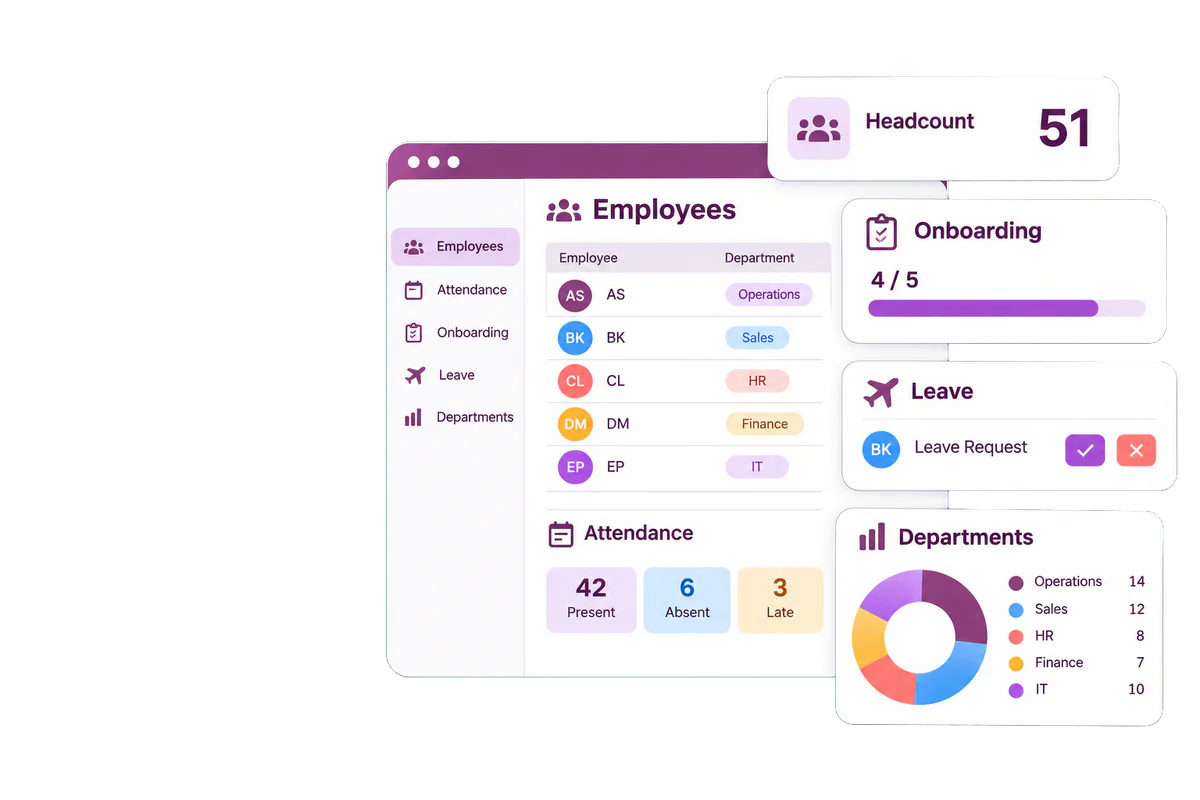 Headcount 51
Employees
Attendance
Onboarding
Leave
Departments
Employees
Employee Department
AS AS Operations
BK BK Sales
CL CL HR
DM DM Finance
EP EP IT
Attendance
42 6 3
Present Absent Late
Onboarding
4 / 5
Leave
BK Leave Request
Departments
Operations 14
Sales 12
HR 8
Finance 7
IT 10